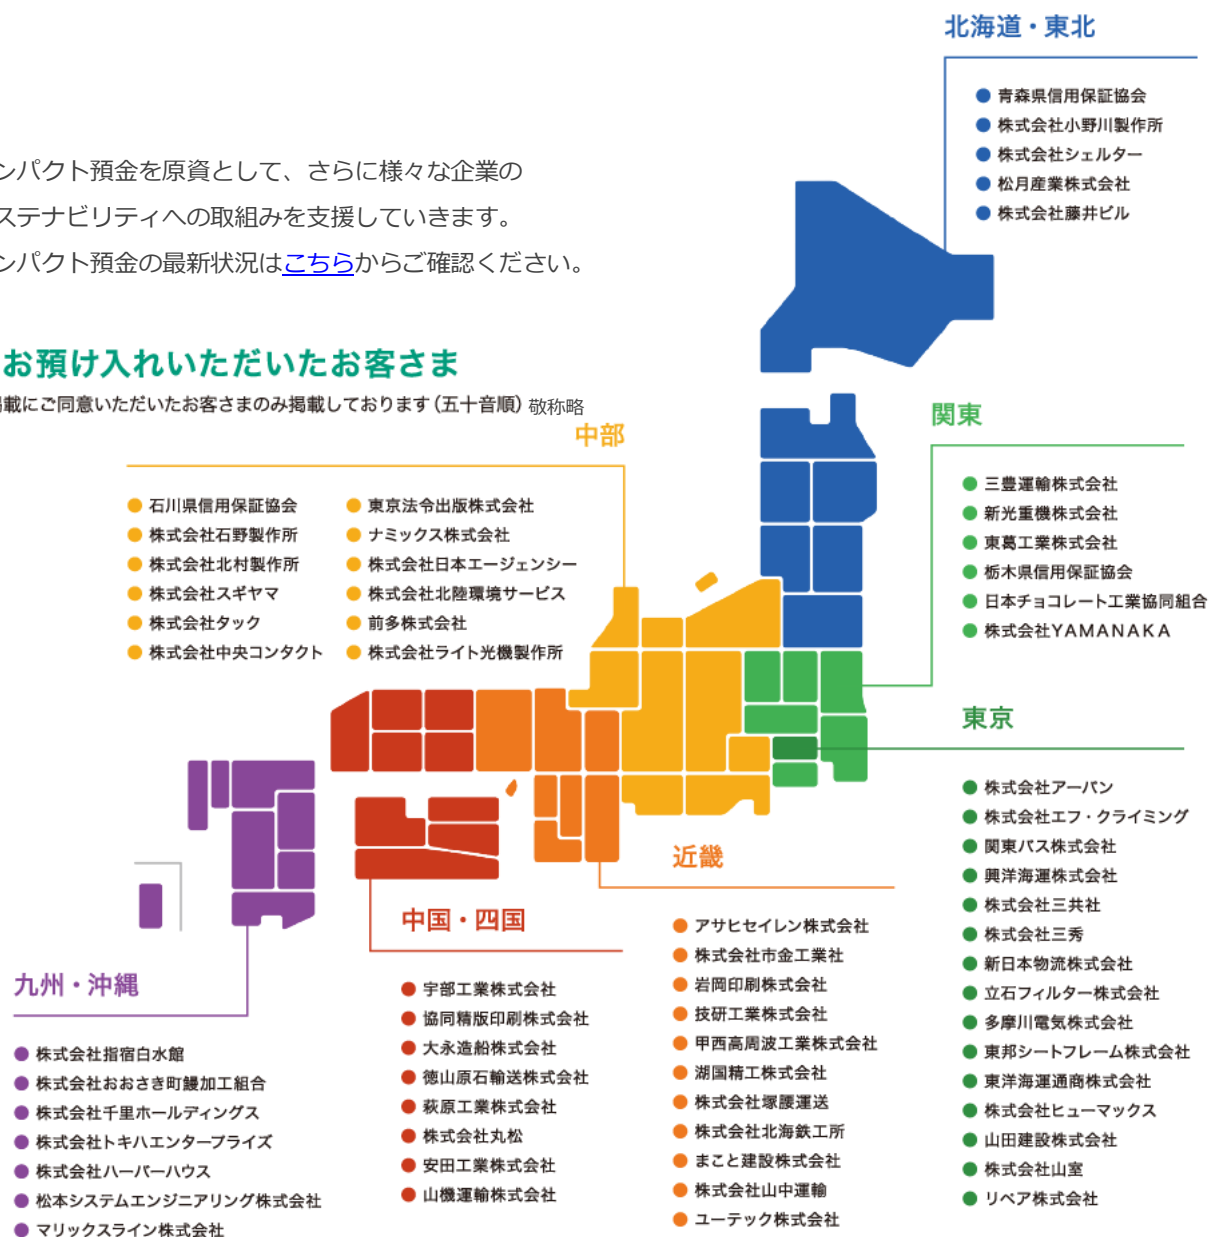 北海道・東北
● 青森県信用保証協会
● 株式会社小野川製作所
● 株式会社シェルター
● 松月産業株式会社
● 株式会社藤井ビル
ンパクト預金を原資として、さらに様々な企業の
ステナビリティへの取組みを支援していきます。
ンパクト預金の最新状況はこちらからご確認ください。
お預け入れいただいたお客さま
掲載にご同意いただいたお客さまのみ掲載しております(五十音順) 敬称略
中部
● 石川県信用保証協会
● 株式会社石野製作所
● 株式会社北村製作所
● 株式会社スギヤマ
● 株式会社タック
● 株式会社中央コンタクト
● 東京法令出版株式会社
● ナミックス株式会社
● 株式会社日本エージェンシー
● 株式会社北陸環境サービス
● 前多株式会社
● 株式会社ライト光機製作所
関東
● 三豊運輸株式会社
● 新光重機株式会社
● 東葛工業株式会社
● 栃木県信用保証協会
● 日本チョコレート工業協同組合
● 株式会社YAMANAKA
東京
● 株式会社アーバン
● 株式会社エフ・クライミング
● 関東バス株式会社
● 興洋海運株式会社
● 株式会社三共社
● 株式会社三秀
● 新日本物流株式会社
● 立石フィルター株式会社
● 多摩川電気株式会社
● 東邦シートフレーム株式会社
● 東洋海運通商株式会社
● 株式会社ヒューマックス
● 山田建設株式会社
● 株式会社山室
● リペア株式会社
近畿
● アサヒセイレン株式会社
● 株式会社市金工業社
● 岩岡印刷株式会社
● 技研工業株式会社
● 甲西高周波工業株式会社
● 湖国精工株式会社
● 株式会社塚腰運送
● 株式会社北海鉄工所
● まこと建設株式会社
● 株式会社山中運輸
● ユーテック株式会社
中国・四国
● 宇部工業株式会社
● 協同精版印刷株式会社
● 大永造船株式会社
● 徳山原石輸送株式会社
● 萩原工業株式会社
● 株式会社丸松
● 安田工業株式会社
● 山機運輸株式会社
九州・沖縄
● 株式会社指宿白水館
● 株式会社おおさき町鰻加工組合
● 株式会社千里ホールディングス
● 株式会社トキハエンタープライズ
● 株式会社ハーバーハウス
● 松本システムエンジニアリング株式会社
● マリックスライン株式会社